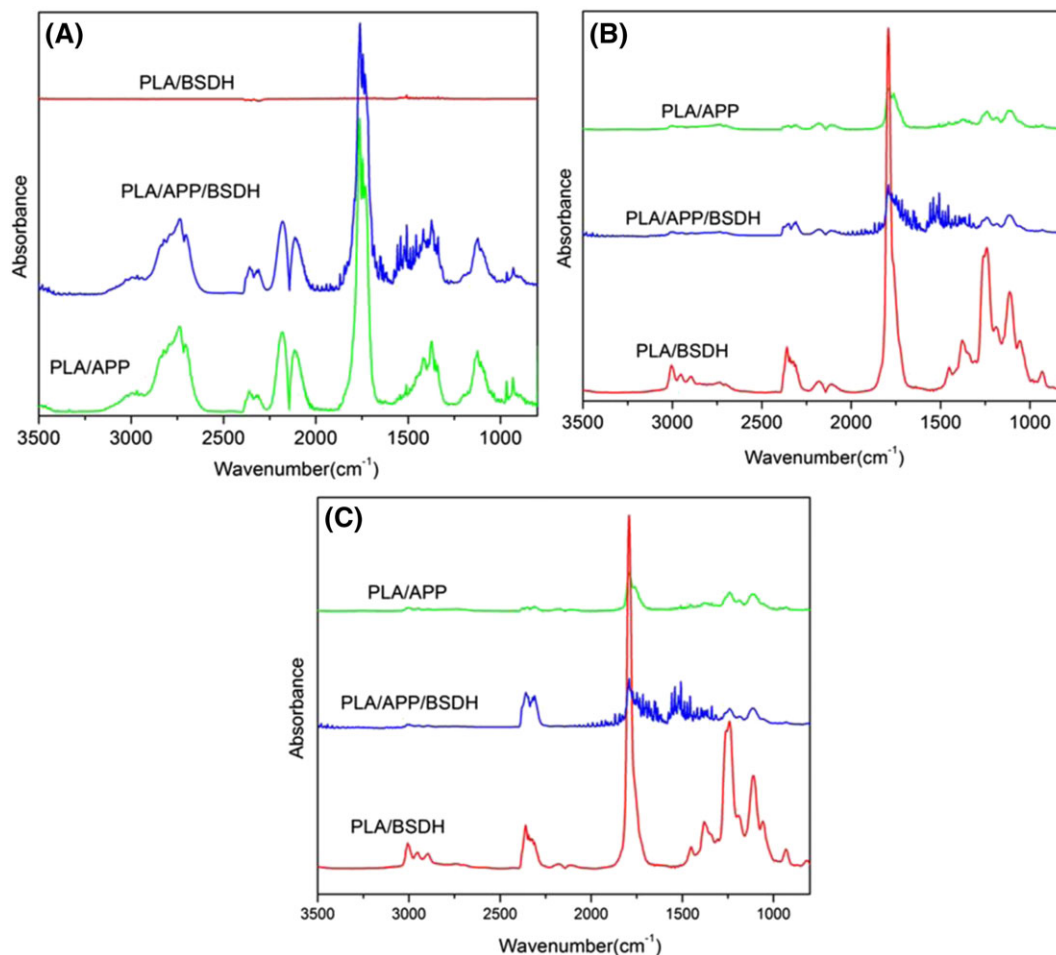 (A)
PLA/BSDH
PLA/APP/BSDH
PLA/APP
Absorbance
3500 3000 2500 2000 1500 1000
Wavenumber(cm⁻¹)
(B)
PLA/APP
PLA/APP/BSDH
PLA/BSDH
Absorbance
3500 3000 2500 2000 1500 1000
Wavenumber(cm⁻¹)
(C)
PLA/APP
PLA/APP/BSDH
PLA/BSDH
Absorbance
3500 3000 2500 2000 1500 1000
Wavenumber(cm⁻¹)